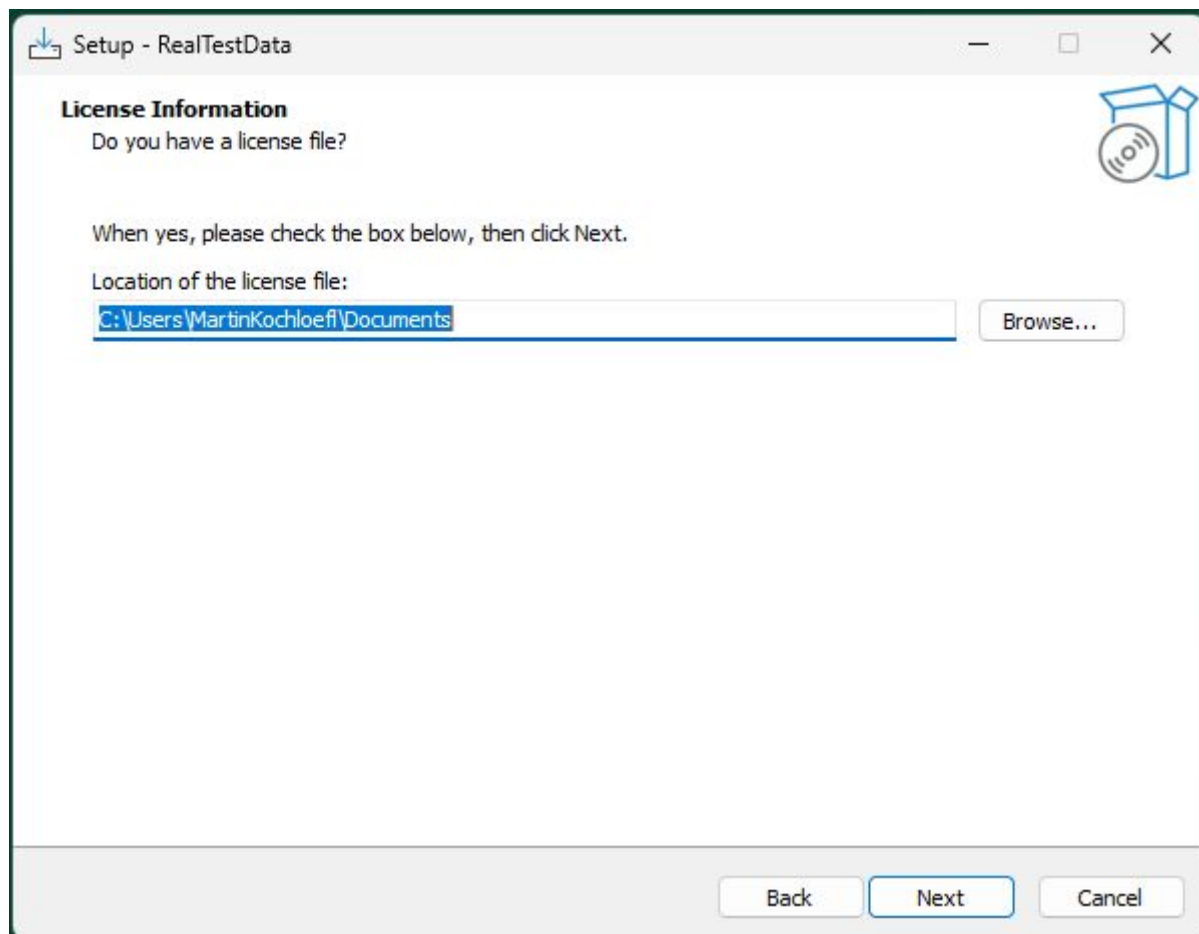 Setup - RealTestData
License Information
Do you have a license file?
When yes, please check the box below, then click Next.
Location of the license file:
C:\Users\MartinKochloefl\Documents
Browse...
Back
Next
Cancel